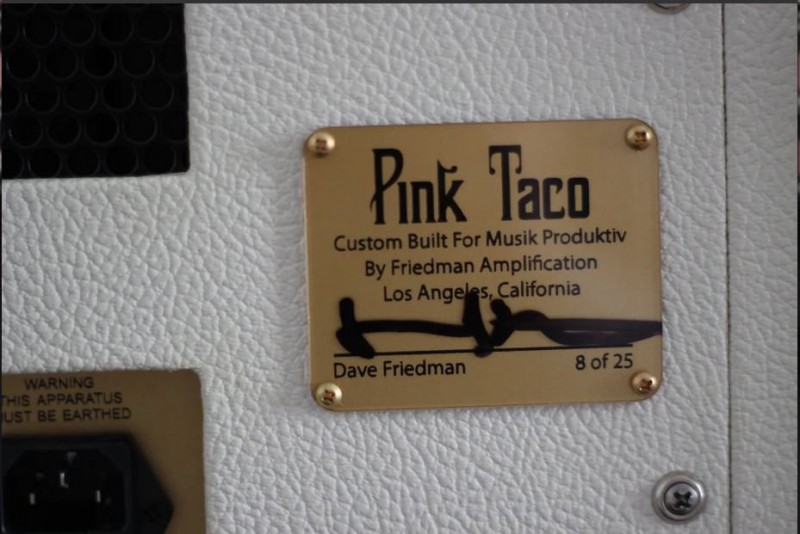 Pink Taco
Custom Built For Musik Produktiv
By Friedman Amplification
Los Angeles, California
Dave Friedman
8 of 25
WARNING
THIS APPARATUS
MUST BE EARTHED